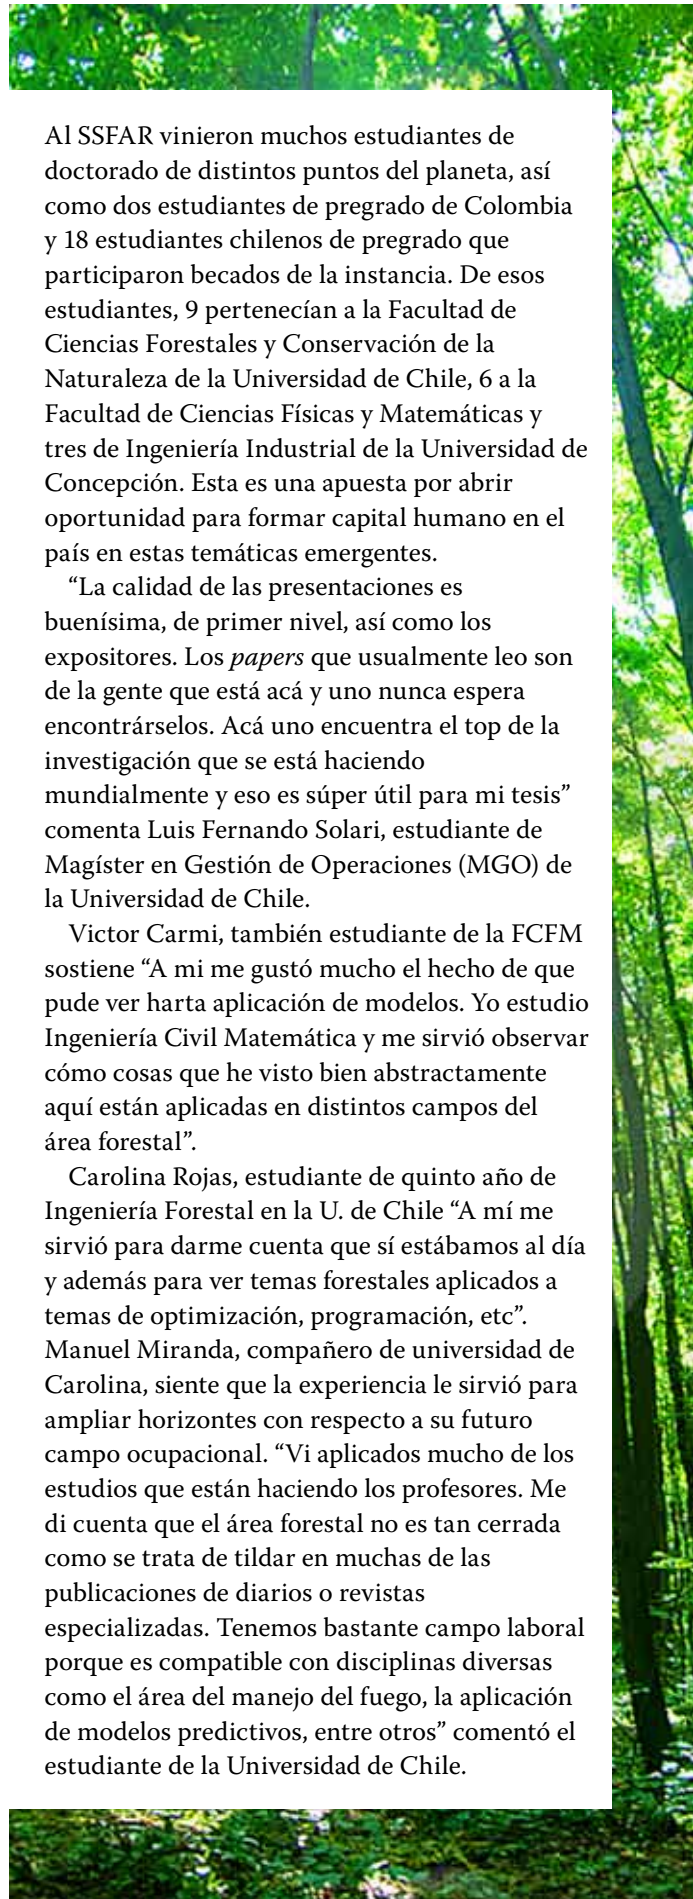 Al SSFAR vinieron muchos estudiantes de
doctorado de distintos puntos del planeta, así
como dos estudiantes de pregrado de Colombia
y 18 estudiantes chilenos de pregrado que
participaron becados de la instancia. De esos
estudiantes, 9 pertenecían a la Facultad de
Ciencias Forestales y Conservación de la
Naturaleza de la Universidad de Chile, 6 a la
Facultad de Ciencias Físicas y Matemáticas y
tres de Ingeniería Industrial de la Universidad de
Concepción. Esta es una apuesta por abrir
oportunidad para formar capital humano en el
país en estas temáticas emergentes.
“La calidad de las presentaciones es
buenísima, de primer nivel, así como los
expositores. Los papers que usualmente leo son
de la gente que está acá y uno nunca espera
encontrárselos. Acá uno encuentra el top de la
investigación que se está haciendo
mundialmente y eso es súper útil para mi tesis”
comenta Luis Fernando Solari, estudiante de
Magíster en Gestión de Operaciones (MGO) de
la Universidad de Chile.
Victor Carmi, también estudiante de la FCFM
sostiene “A mi me gustó mucho el hecho de que
pude ver harta aplicación de modelos. Yo estudio
Ingeniería Civil Matemática y me sirvió observar
cómo cosas que he visto bien abstractamente
aquí están aplicadas en distintos campos del
área forestal”.
Carolina Rojas, estudiante de quinto año de
Ingeniería Forestal en la U. de Chile “A mí me
sirvió para darme cuenta que sí estábamos al día
y además para ver temas forestales aplicados a
temas de optimización, programación, etc”.
Manuel Miranda, compañero de universidad de
Carolina, siente que la experiencia le sirvió para
ampliar horizontes con respecto a su futuro
campo ocupacional. “Vi aplicados mucho de los
estudios que están haciendo los profesores. Me
di cuenta que el área forestal no es tan cerrada
como se trata de tildar en muchas de las
publicaciones de diarios o revistas
especializadas. Tenemos bastante campo laboral
porque es compatible con disciplinas diversas
como el área del manejo del fuego, la aplicación
de modelos predictivos, entre otros” comentó el
estudiante de la Universidad de Chile.